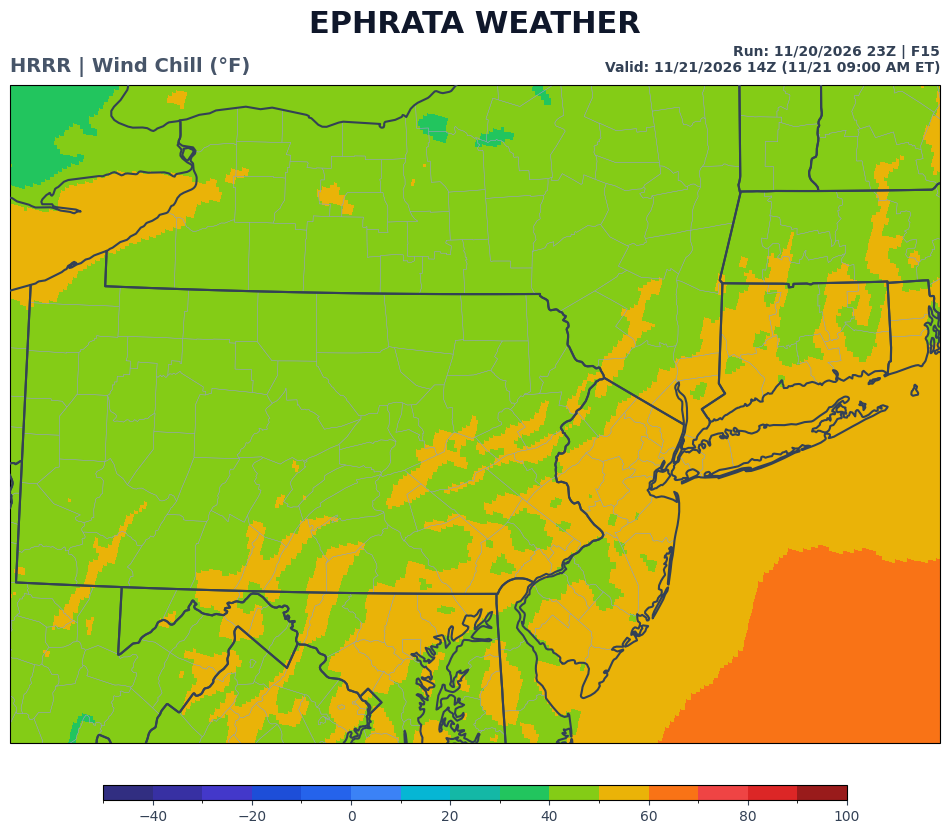 EPHRATA WEATHER
HRRR | Wind Chill (°F)
Run: 11/20/2026 23Z | F15
Valid: 11/21/2026 14Z (11/21 09:00 AM ET)
−40 −20 0 20 40 60 80 100